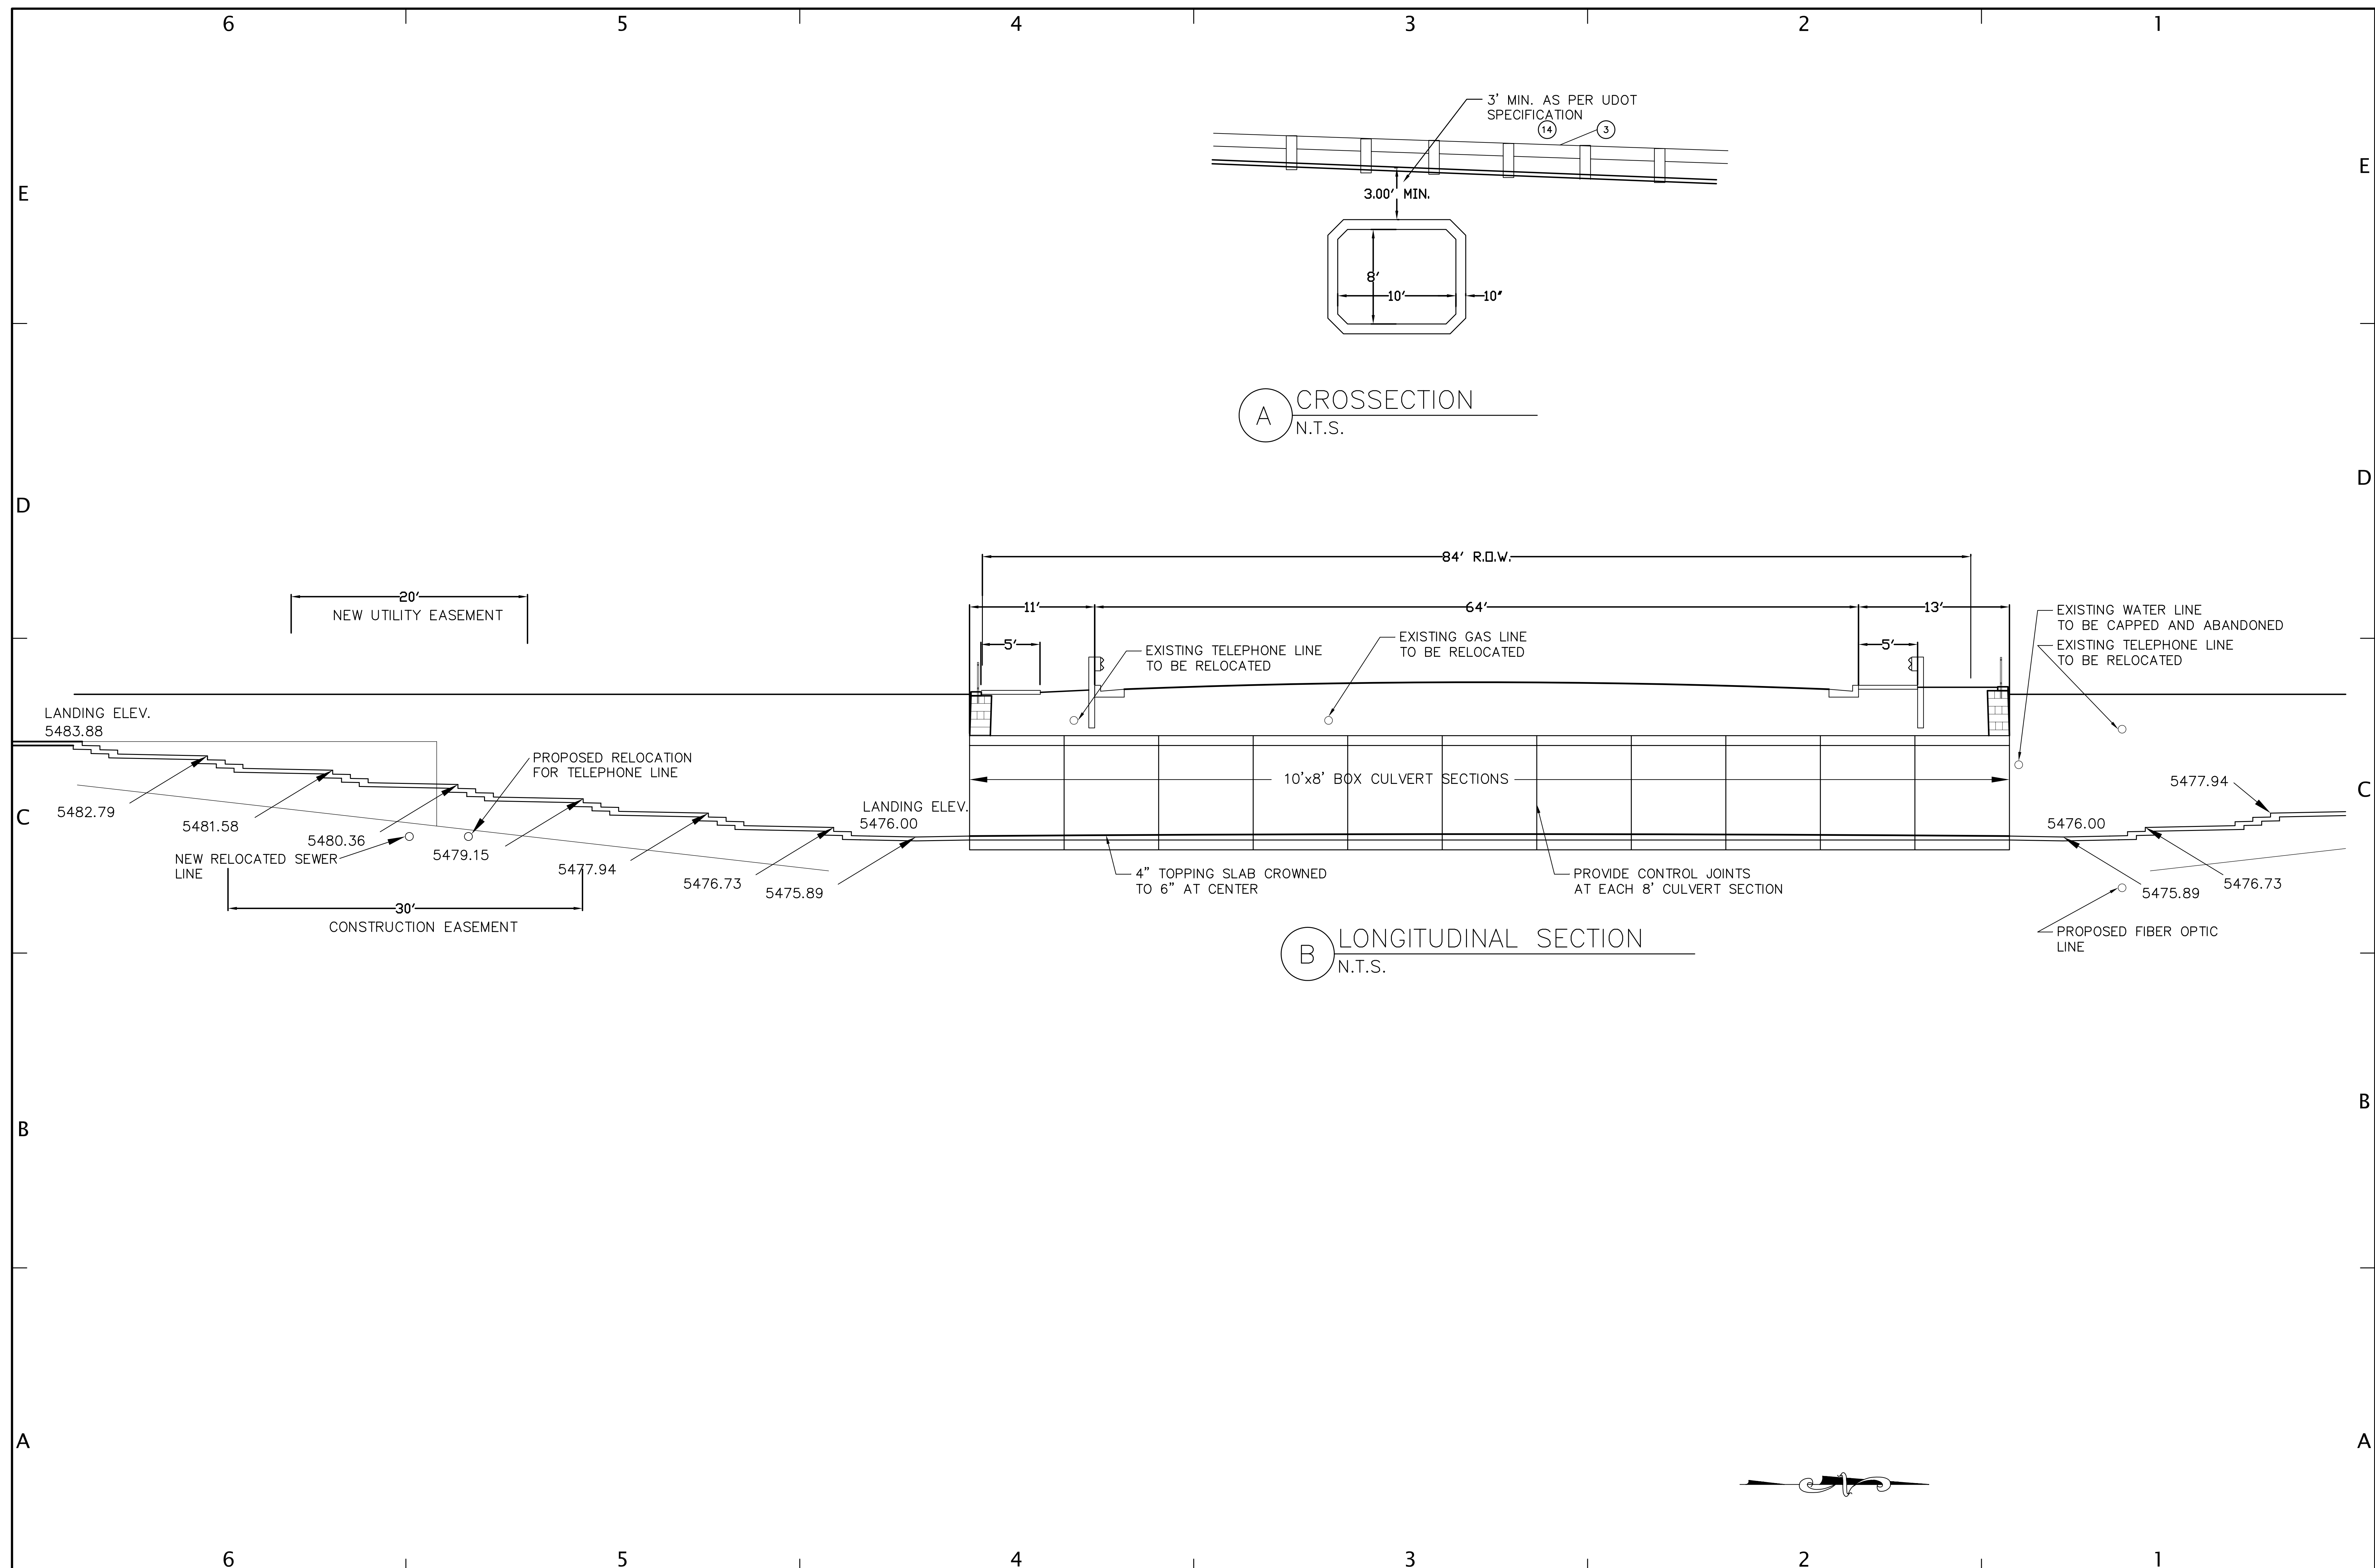 6 5 4 3 2 1
3' MIN. AS PER UDOT
SPECIFICATION
14 3
E E
3.00' MIN.
8'
10' 10"
A CROSSECTION
N.T.S.
D D
84' R.O.W.
20'
NEW UTILITY EASEMENT
11' 64' 13'
5' 5'
EXISTING TELEPHONE LINE
TO BE RELOCATED
EXISTING GAS LINE
TO BE RELOCATED
EXISTING WATER LINE
TO BE CAPPED AND ABANDONED
EXISTING TELEPHONE LINE
TO BE RELOCATED
LANDING ELEV.
5483.88
PROPOSED RELOCATION
FOR TELEPHONE LINE
10'x8' BOX CULVERT SECTIONS
5477.94
C C
5482.79
5481.58
5480.36
5479.15
5477.94
5476.73
5475.89
LANDING ELEV.
5476.00
5476.00
NEW RELOCATED SEWER
LINE
30'
CONSTRUCTION EASEMENT
4" TOPPING SLAB CROWNED
TO 6" AT CENTER
PROVIDE CONTROL JOINTS
AT EACH 8' CULVERT SECTION
5475.89
5476.73
PROPOSED FIBER OPTIC
LINE
B LONGITUDINAL SECTION
N.T.S.
B B
A A
N
6 5 4 3 2 1